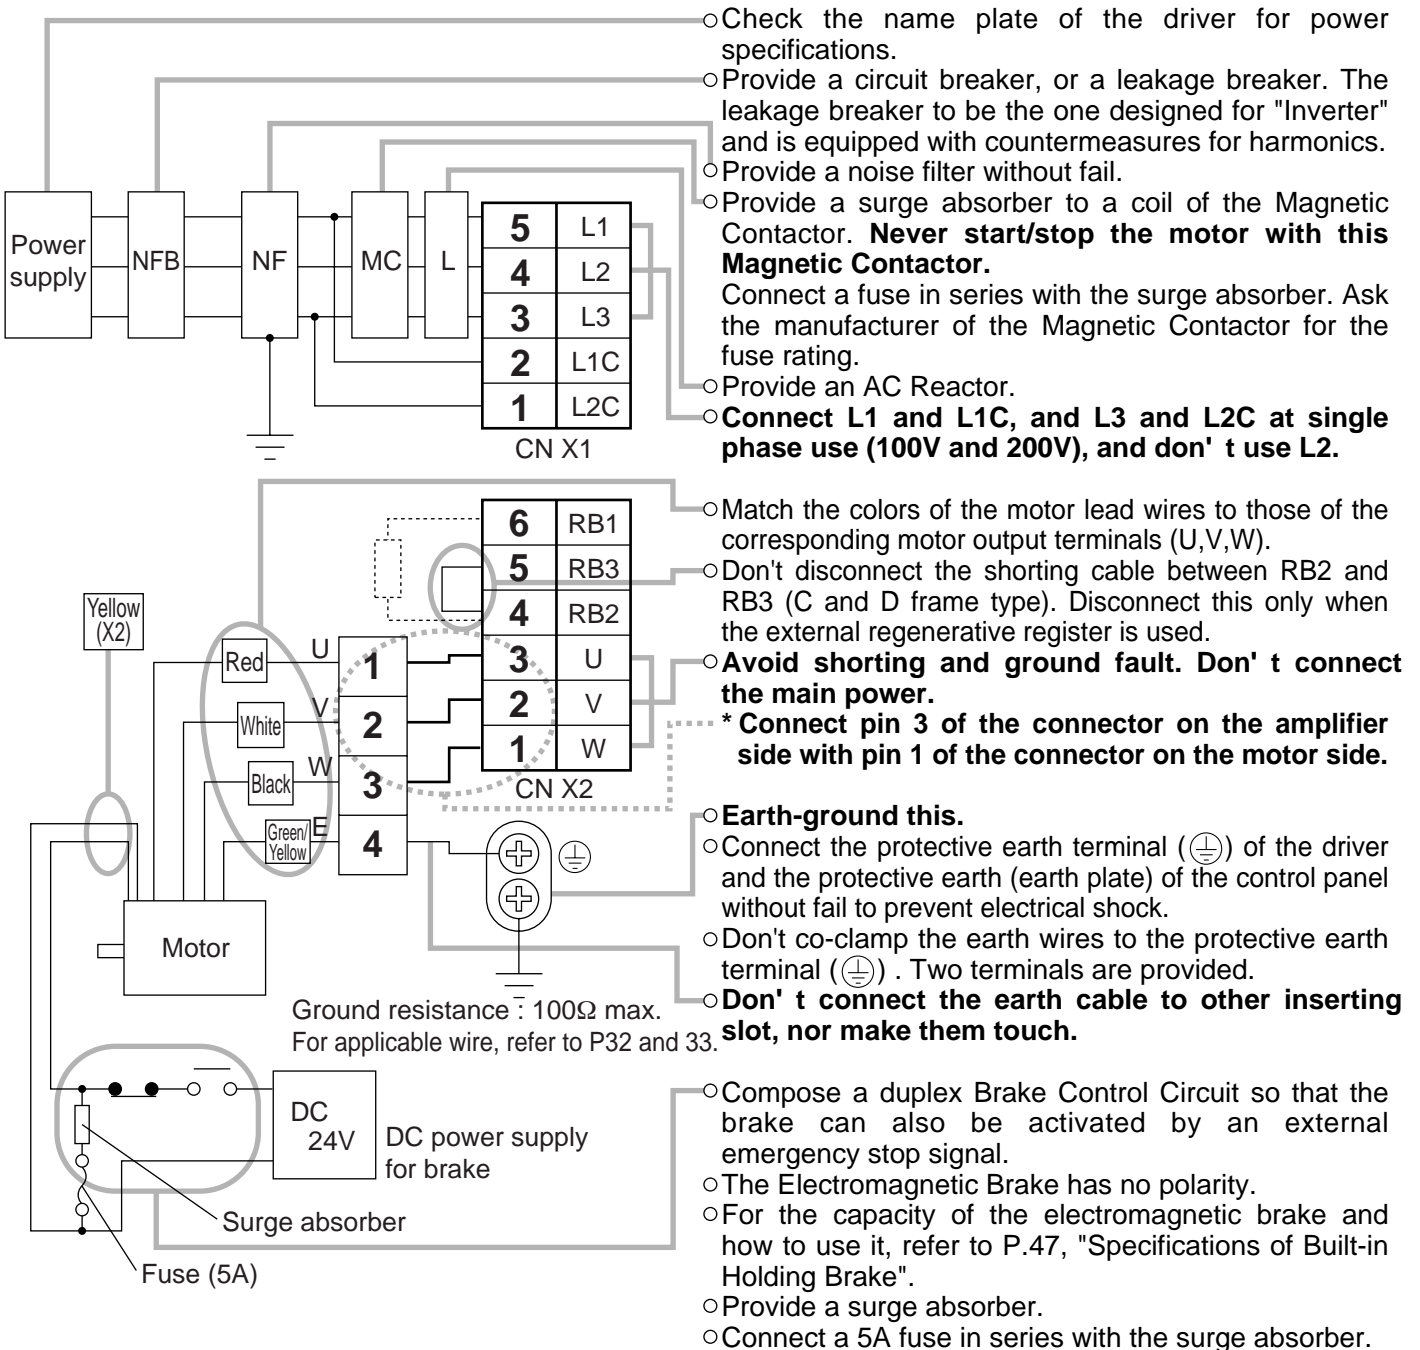 Check the name plate of the driver for power
specifications.
Provide a circuit breaker, or a leakage breaker. The
leakage breaker to be the one designed for "Inverter"
and is equipped with countermeasures for harmonics.
Provide a noise filter without fail.
Provide a surge absorber to a coil of the Magnetic
Contactor. Never start/stop the motor with this
Magnetic Contactor.
Connect a fuse in series with the surge absorber. Ask
the manufacturer of the Magnetic Contactor for the
fuse rating.
Provide an AC Reactor.
Connect L1 and L1C, and L3 and L2C at single
phase use (100V and 200V), and don' t use L2.
Power
supply
NFB
NF
MC
L
5 L1
4 L2
3 L3
2 L1C
1 L2C
CN X1
Match the colors of the motor lead wires to those of the
corresponding motor output terminals (U,V,W).
Don't disconnect the shorting cable between RB2 and
RB3 (C and D frame type). Disconnect this only when
the external regenerative register is used.
Avoid shorting and ground fault. Don' t connect
the main power.
* Connect pin 3 of the connector on the amplifier
side with pin 1 of the connector on the motor side.
6 RB1
5 RB3
4 RB2
3 U
2 V
1 W
CN X2
Yellow
(X2)
Red U 1
White V 2
Black W 3
Green/
Yellow
E 4
Motor
Earth-ground this.
Connect the protective earth terminal (⏚) of the driver
and the protective earth (earth plate) of the control panel
without fail to prevent electrical shock.
Don't co-clamp the earth wires to the protective earth
terminal (⏚) . Two terminals are provided.
Don' t connect the earth cable to other inserting
slot, nor make them touch.
Ground resistance : 100Ω max.
For applicable wire, refer to P32 and 33.
DC
24V
DC power supply
for brake
Surge absorber
Fuse (5A)
Compose a duplex Brake Control Circuit so that the
brake can also be activated by an external
emergency stop signal.
The Electromagnetic Brake has no polarity.
For the capacity of the electromagnetic brake and
how to use it, refer to P.47, "Specifications of Built-in
Holding Brake".
Provide a surge absorber.
Connect a 5A fuse in series with the surge absorber.